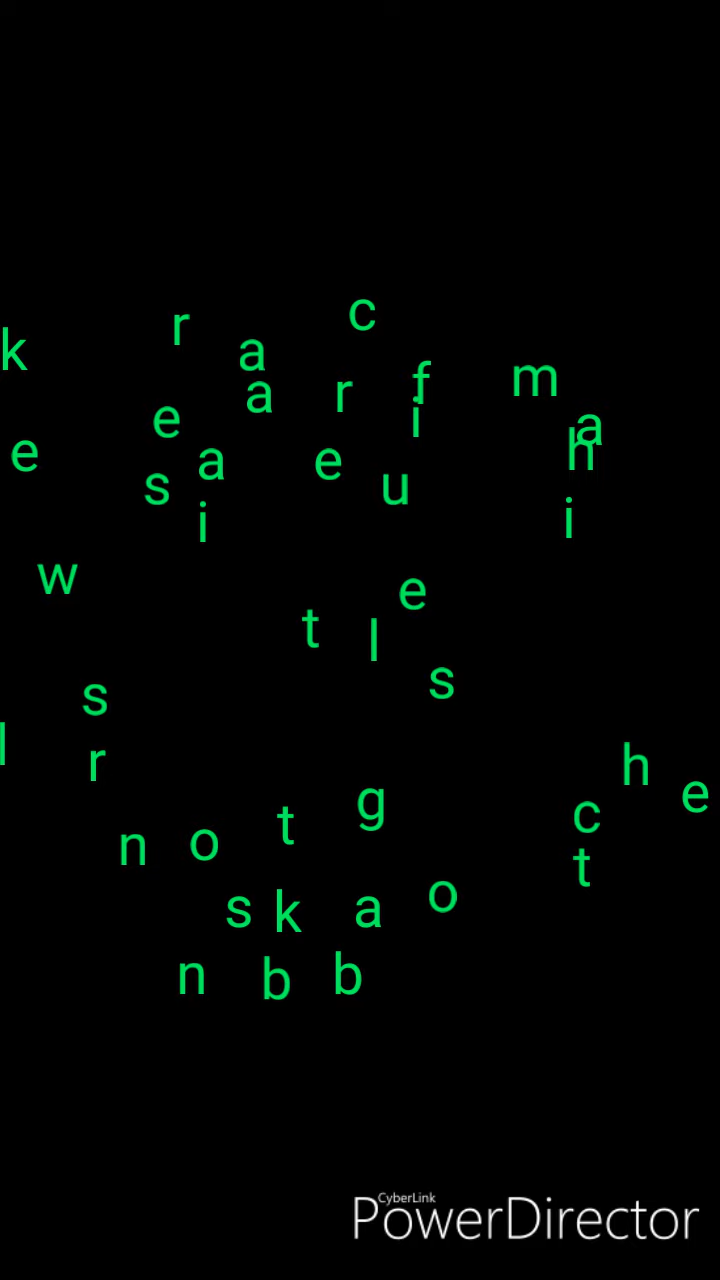 c
r
k a
m
f
a r
e i a
h
e a e
s u
i i
w
e
t l
s
s
l r h
e
g
t c
n o
t
o
s k a
n b b
CyberLink
PowerDirector